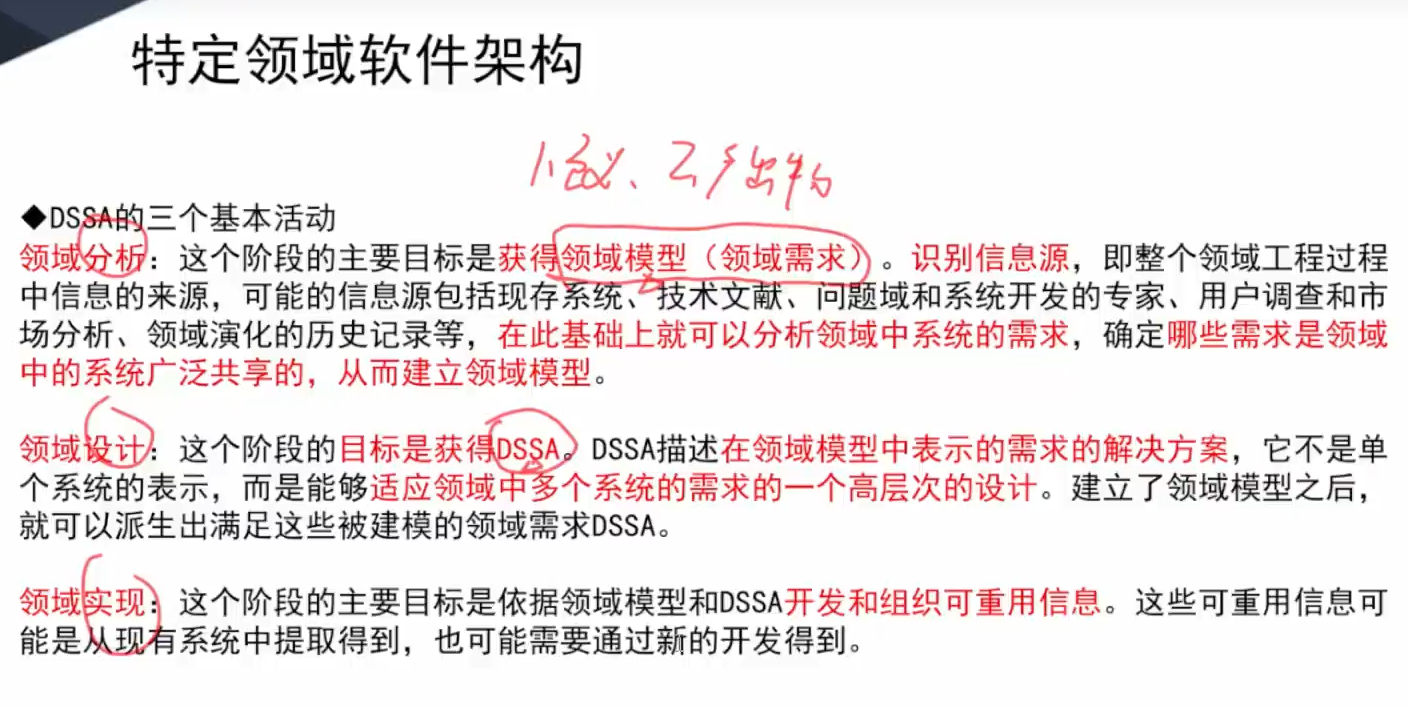 特定领域软件架构
1、定义、2、产出物
◆DSSA的三个基本活动
领域分析：这个阶段的主要目标是获得领域模型（领域需求）。识别信息源，即整个领域工程过程
中信息的来源，可能的信息源包括现存系统、技术文献、问题域和系统开发的专家、用户调查和市
场分析、领域演化的历史记录等，在此基础上就可以分析领域中系统的需求，确定哪些需求是领域
中的系统广泛共享的，从而建立领域模型。
领域设计：这个阶段的目标是获得DSSA。DSSA描述在领域模型中表示的需求的解决方案，它不是单
个系统的表示，而是能够适应领域中多个系统的需求的一个高层次的设计。建立了领域模型之后，
就可以派生出满足这些被建模的领域需求DSSA。
领域实现：这个阶段的主要目标是依据领域模型和DSSA开发和组织可重用信息。这些可重用信息可
能是从现有系统中提取得到，也可能需要通过新的开发得到。